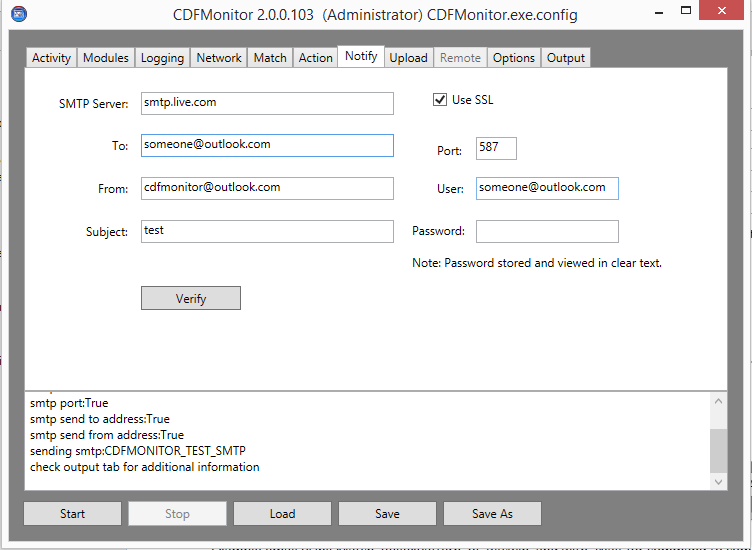 CDFMonitor 2.0.0.103 (Administrator) CDFMonitor.exe.config
Activity Modules Logging Network Match Action Notify Upload Remote Options Output
SMTP Server: smtp.live.com
Use SSL
To: someone@outlook.com
Port: 587
From: cdfmonitor@outlook.com
User: someone@outlook.com
Subject: test
Password:
Note: Password stored and viewed in clear text.
Verify
smtp port:True
smtp send to address:True
smtp send from address:True
sending smtp:CDFMONITOR_TEST_SMTP
check output tab for additional information
Start Stop Load Save Save As